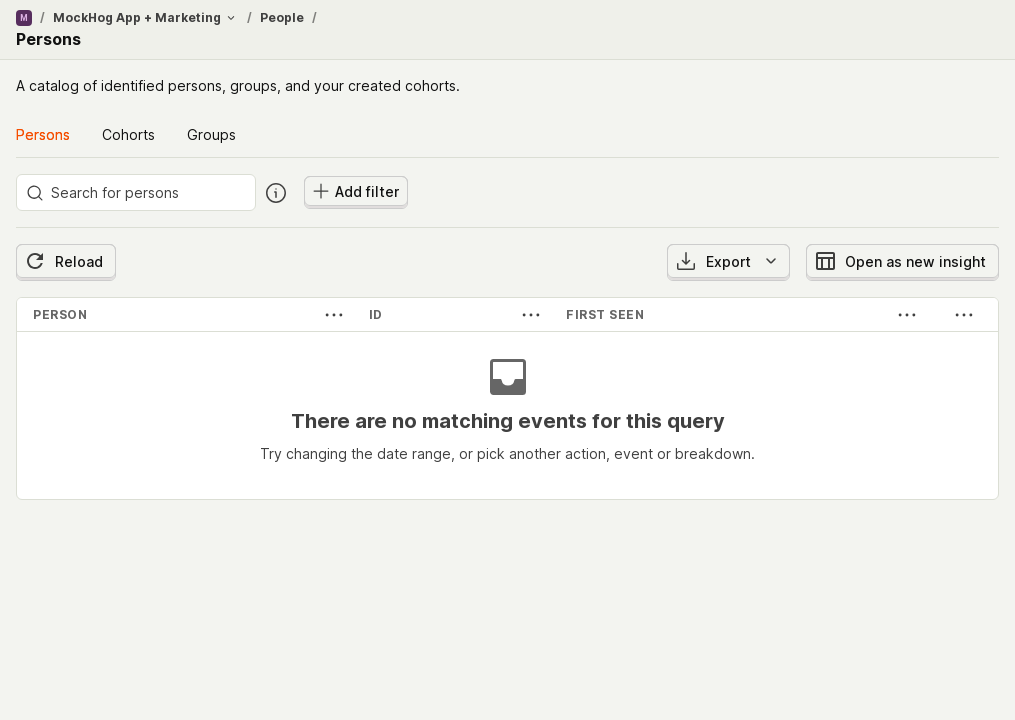 M / MockHog App + Marketing / People /
Persons
A catalog of identified persons, groups, and your created cohorts.
Persons Cohorts Groups
Search for persons Add filter
Reload Export Open as new insight
PERSON ID FIRST SEEN
There are no matching events for this query
Try changing the date range, or pick another action, event or breakdown.